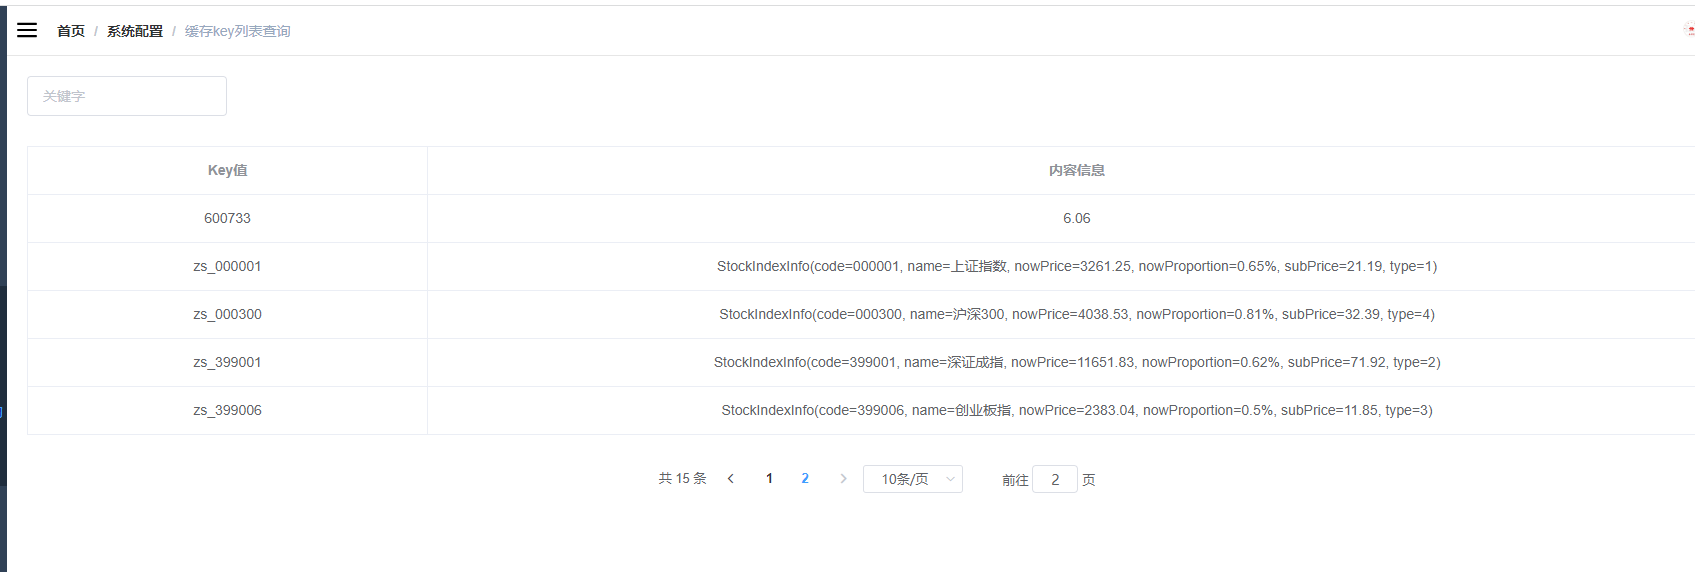 首页 / 系统配置 / 缓存key列表查询
关键字
Key值 内容信息
600733 6.06
zs_000001 StockIndexInfo(code=000001, name=上证指数, nowPrice=3261.25, nowProportion=0.65%, subPrice=21.19, type=1)
zs_000300 StockIndexInfo(code=000300, name=沪深300, nowPrice=4038.53, nowProportion=0.81%, subPrice=32.39, type=4)
zs_399001 StockIndexInfo(code=399001, name=深证成指, nowPrice=11651.83, nowProportion=0.62%, subPrice=71.92, type=2)
zs_399006 StockIndexInfo(code=399006, name=创业板指, nowPrice=2383.04, nowProportion=0.5%, subPrice=11.85, type=3)
共 15 条 1 2 10条/页 前往 2 页